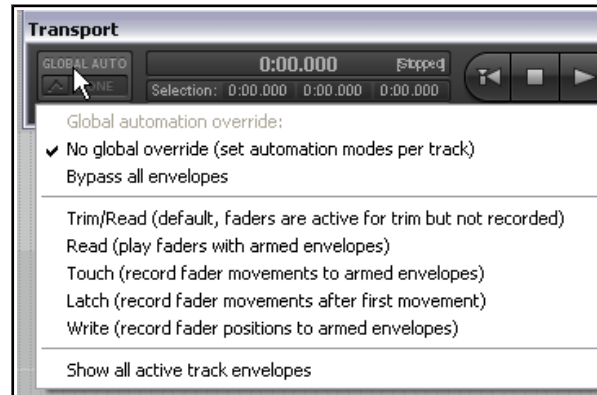 Transport
GLOBAL AUTO
NONE
0:00.000 [Stopped]
Selection: 0:00.000 0:00.000 0:00.000
Global automation override:
No global override (set automation modes per track)
Bypass all envelopes
Trim/Read (default, faders are active for trim but not recorded)
Read (play faders with armed envelopes)
Touch (record fader movements to armed envelopes)
Latch (record fader movements after first movement)
Write (record fader positions to armed envelopes)
Show all active track envelopes